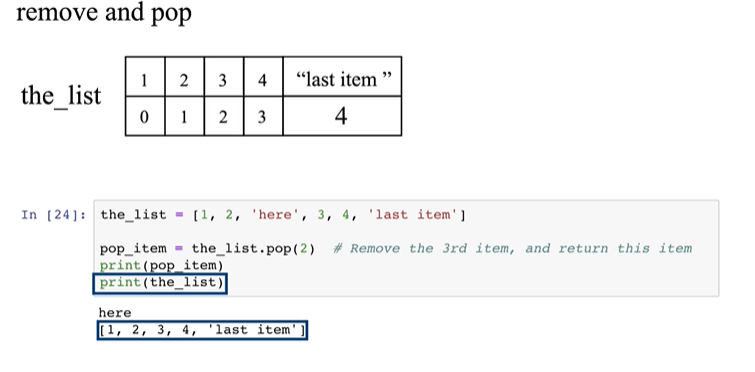 remove and pop
the_list
1 2 3 4 “last item ”
0 1 2 3 4
In [24]: the_list = [1, 2, 'here', 3, 4, 'last item']
pop_item = the_list.pop(2)  # Remove the 3rd item, and return this item
print(pop_item)
print(the_list)
here
[1, 2, 3, 4, 'last item']